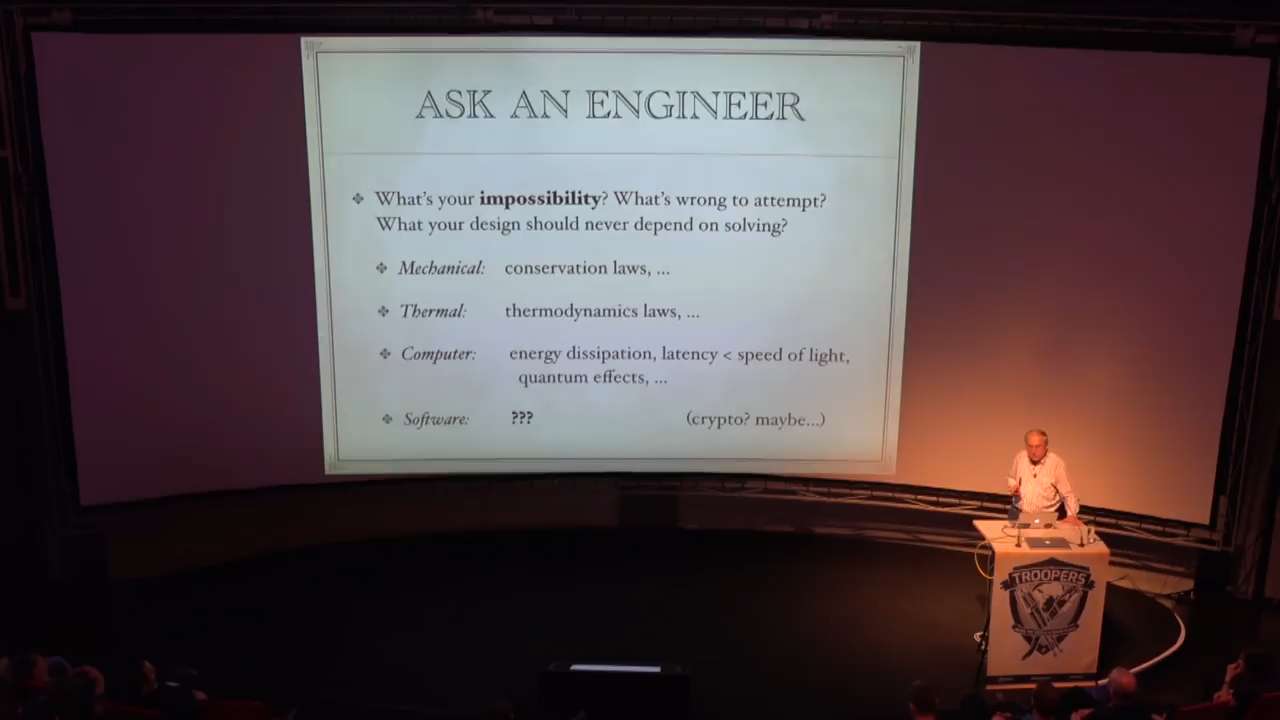 ASK AN ENGINEER
❖ What's your impossibility? What's wrong to attempt?
What your design should never depend on solving?
❖ Mechanical: conservation laws, ...
❖ Thermal: thermodynamics laws, ...
❖ Computer: energy dissipation, latency < speed of light,
quantum effects, ...
❖ Software: ??? (crypto? maybe...)
TROOPERS